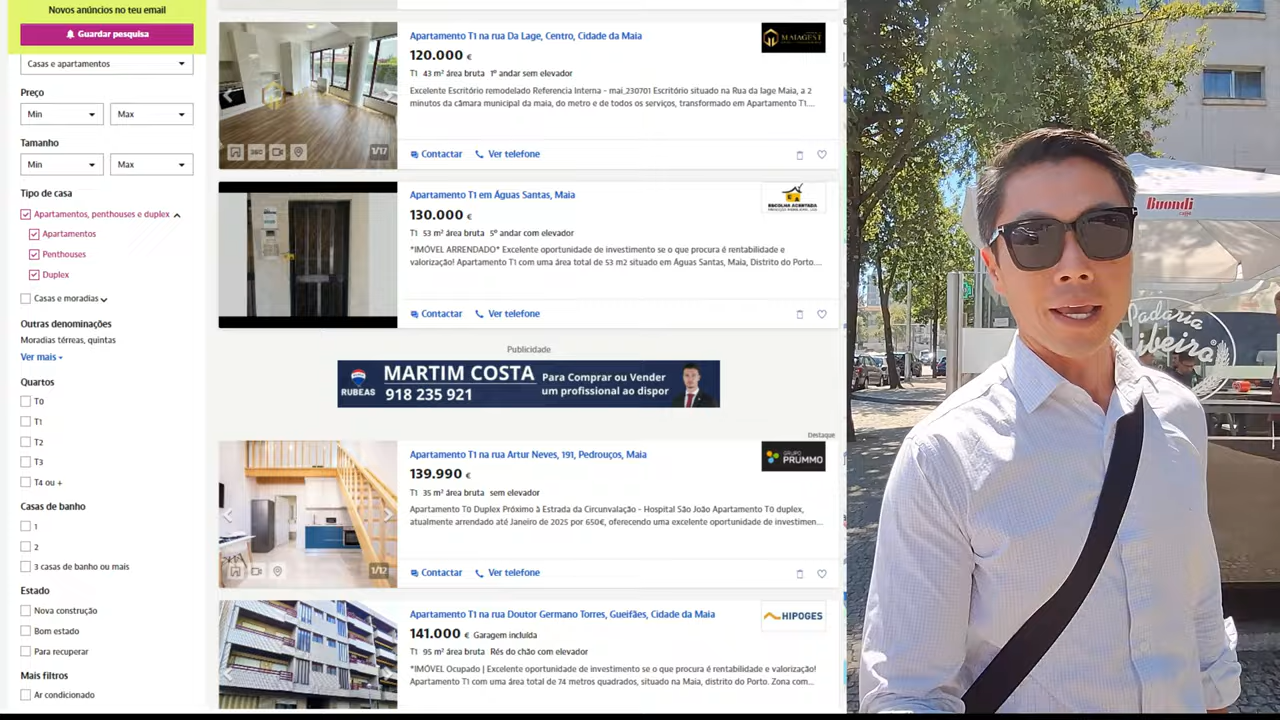 Novos anúncios no teu email
Guardar pesquisa
Casas e apartamentos
Preço
Min
Max
Tamanho
Min
Max
Tipo de casa
Apartamentos, penthouses e duplex
Apartamentos
Penthouses
Duplex
Casas e moradias
Outras denominações
Moradias térreas, quintas
Ver mais
Quartos
T0
T1
T2
T3
T4 ou +
Casas de banho
1
2
3 casas de banho ou mais
Estado
Nova construção
Bom estado
Para recuperar
Mais filtros
Ar condicionado
Apartamento T1 na rua Da Lage, Centro, Cidade da Maia
MAIAGEST
120.000 €
T1 43 m² área bruta 1º andar sem elevador
Excelente Escritório remodelado Referencia Interna - mai_230701 Escritório situado na Rua da lage Maia, a 2
minutos da câmara municipal da maia, do metro e de todos os serviços, transformado em Apartamento T1....
360
1/17
Contactar
Ver telefone
Apartamento T1 em Águas Santas, Maia
ESCOLHA ACERTADA
130.000 €
T1 53 m² área bruta 5º andar com elevador
*IMÓVEL ARRENDADO* Excelente oportunidade de investimento se o que procura é rentabilidade e
valorização! Apartamento T1 com uma área total de 53 m2 situado em Águas Santas, Maia, Distrito do Porto....
Contactar
Ver telefone
Publicidade
RE/MAX
RUBEAS
MARTIM COSTA
918 235 921
Para Comprar ou Vender
um profissional ao dispor
Destaque
Apartamento T1 na rua Artur Neves, 191, Pedrouços, Maia
GRUPO
PRUMMO
139.990 €
T1 35 m² área bruta sem elevador
Apartamento T0 Duplex Próximo à Estrada da Circunvalação - Hospital São João Apartamento T0 duplex,
atualmente arrendado até Janeiro de 2025 por 650€, oferecendo uma excelente oportunidade de investimen...
1/12
Contactar
Ver telefone
Apartamento T1 na rua Doutor Germano Torres, Gueifães, Cidade da Maia
HIPOGES
141.000 € Garagem incluída
T1 95 m² área bruta Rés do chão com elevador
*IMÓVEL Ocupado | Excelente oportunidade de investimento se o que procura é rentabilidade e valorização!
Apartamento T1 com uma área total de 74 metros quadrados, situado na Maia, distrito do Porto. Zona com...
Buondi
caffè
Padaria
Ribeiro